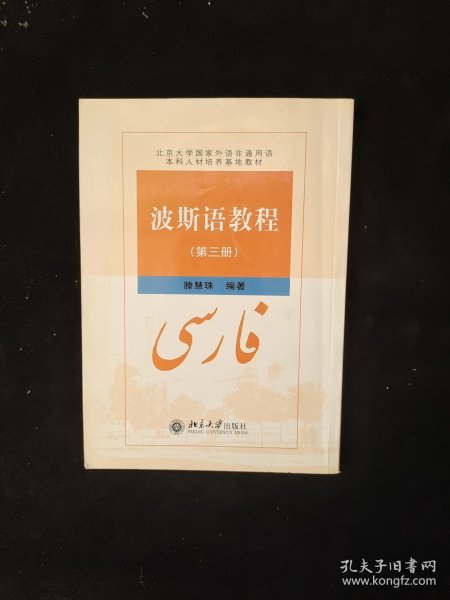 北京大学国家外语非通用语
本科人材培养基地教材
波斯语教程
(第三册)
滕慧珠 编著
فارسی
北京大学出版社
PEKING UNIVERSITY PRESS
孔夫子旧书网
www.kongfz.com